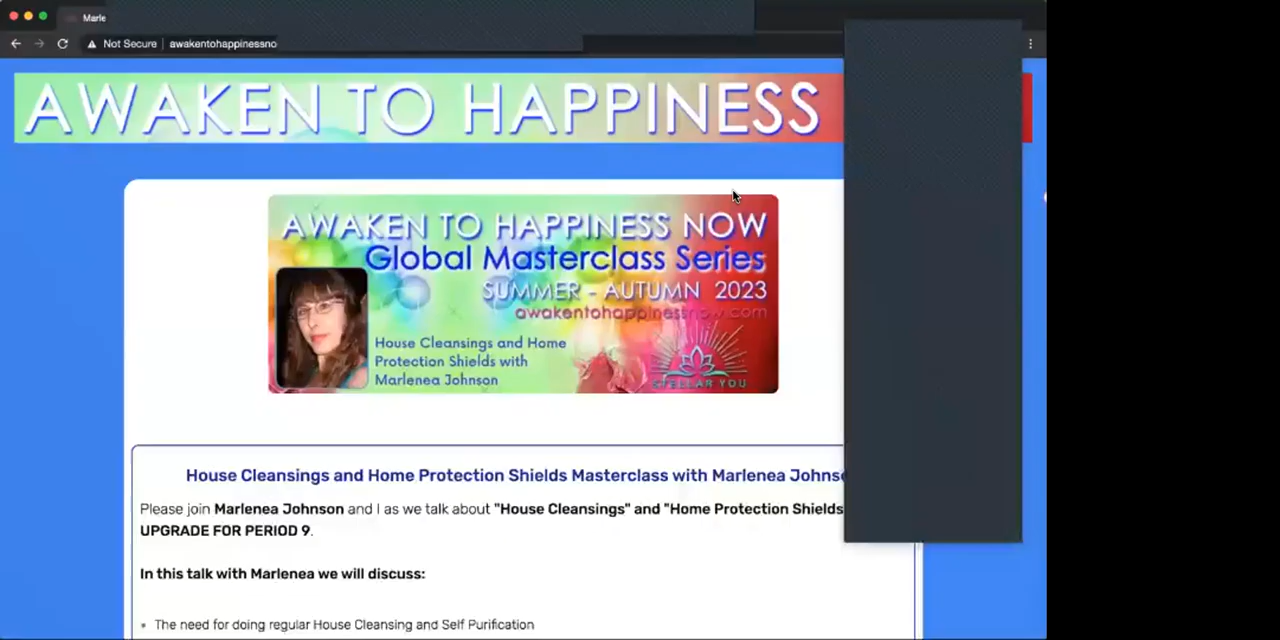 Marle
Not Secure | awakentohappinessno
AWAKEN TO HAPPINESS
AWAKEN TO HAPPINESS NOW
Global Masterclass Series
SUMMER - AUTUMN 2023
awakentohappinessnow.com
House Cleansings and Home
Protection Shields with
Marlenea Johnson
STELLAR YOU
House Cleansings and Home Protection Shields Masterclass with Marlenea Johns
Please join Marlenea Johnson and I as we talk about "House Cleansings" and "Home Protection Shields
UPGRADE FOR PERIOD 9.
In this talk with Marlenea we will discuss:
• The need for doing regular House Cleansing and Self Purification